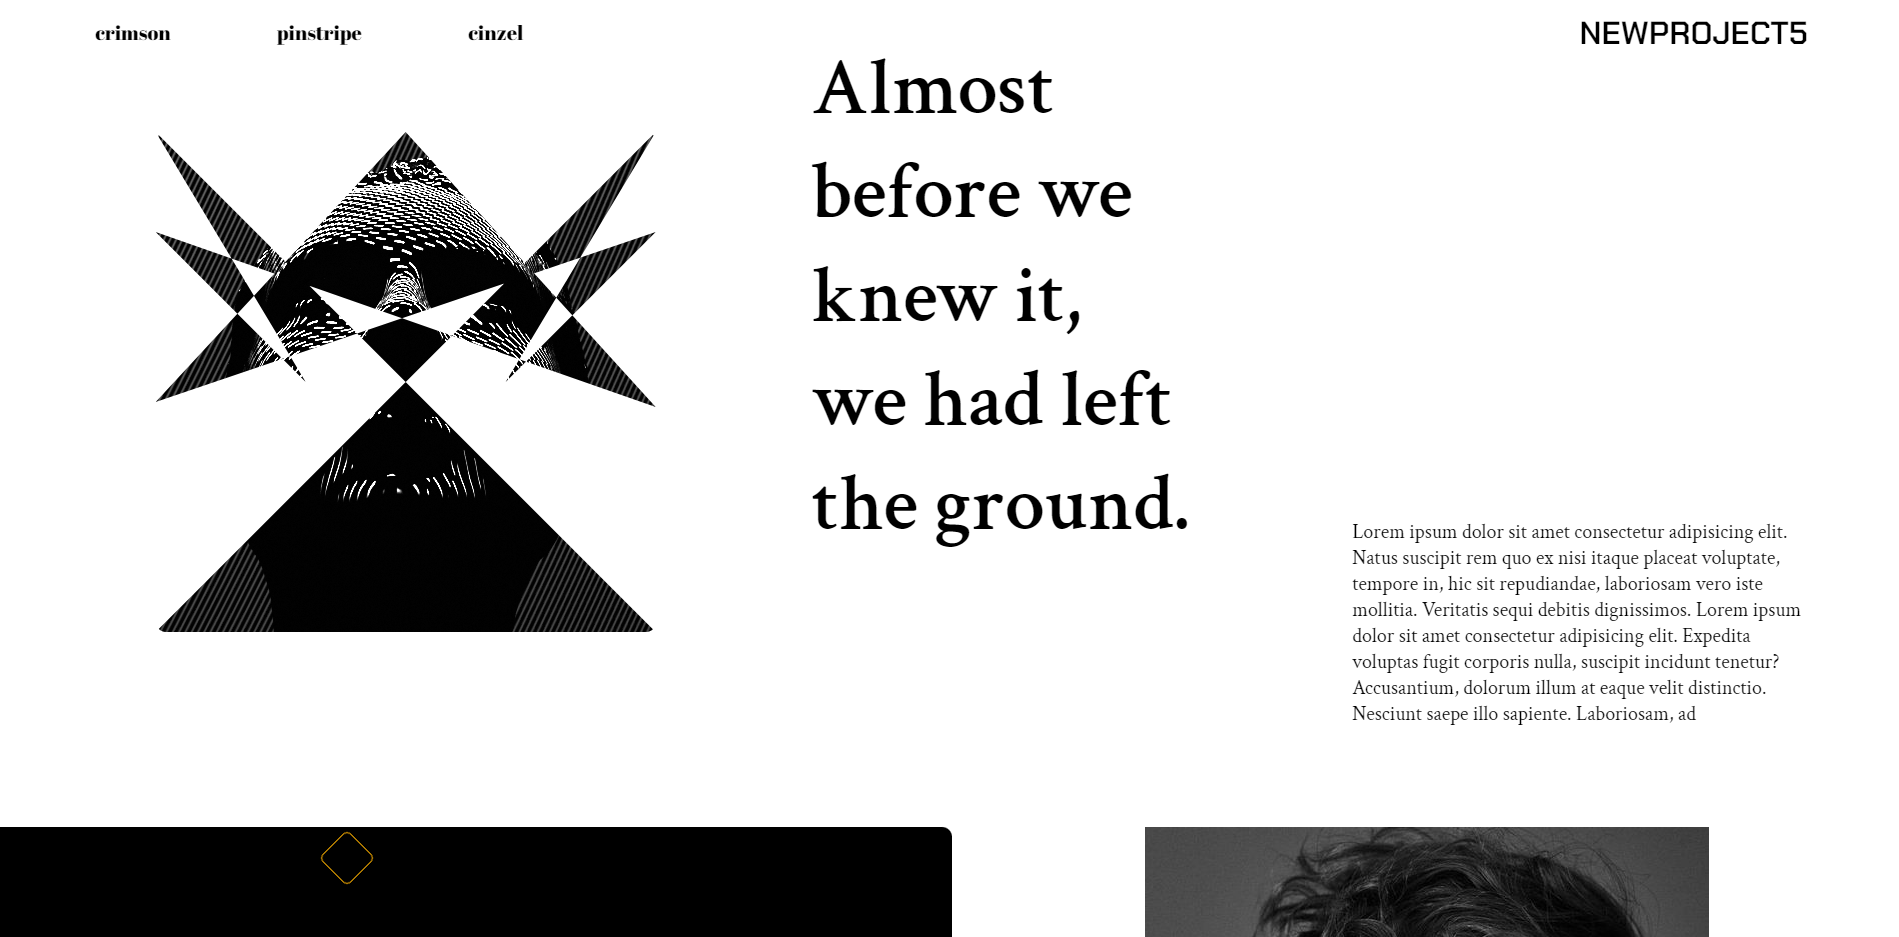 crimson pinstripe cinzel NEWPROJECT5
Almost
before we
knew it,
we had left
the ground.
Lorem ipsum dolor sit amet consectetur adipisicing elit.
Natus suscipit rem quo ex nisi itaque placeat voluptate,
tempore in, hic sit repudiandae, laboriosam vero iste
mollitia. Veritatis sequi debitis dignissimos. Lorem ipsum
dolor sit amet consectetur adipisicing elit. Expedita
voluptas fugit corporis nulla, suscipit incidunt tenetur?
Accusantium, dolorum illum at eaque velit distinctio.
Nesciunt saepe illo sapiente. Laboriosam, ad